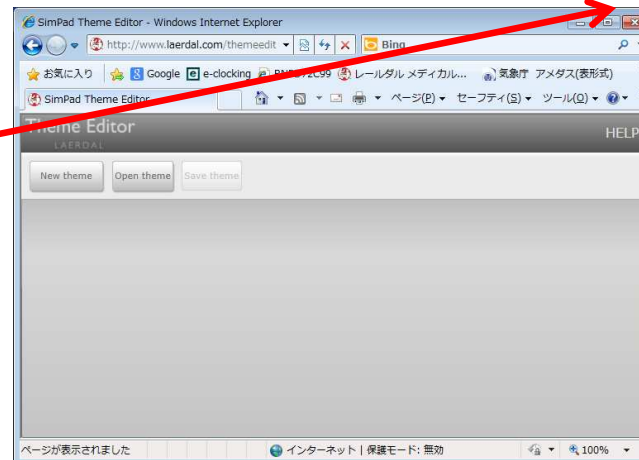 SimPad Theme Editor - Windows Internet Explorer
http://www.laerdal.com/themeedit Bing
お気に入り Google e-clocking レールダル メディカル... 気象庁 アメダス(表形式)
SimPad Theme Editor ページ(P) セーフティ(S) ツール(O)
Theme Editor HELP
LAERDAL
New theme Open theme Save theme
ページが表示されました インターネット | 保護モード: 無効 100%